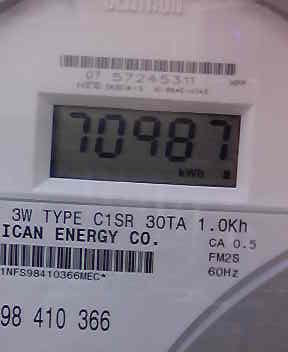 CENTRON
07 57245311
70987
kWh
3W TYPE C1SR 30TA 1.0Kh
ICAN ENERGY CO.
CA 0.5
FM2S
60Hz
1NFS98410366MEC*
98 410 366